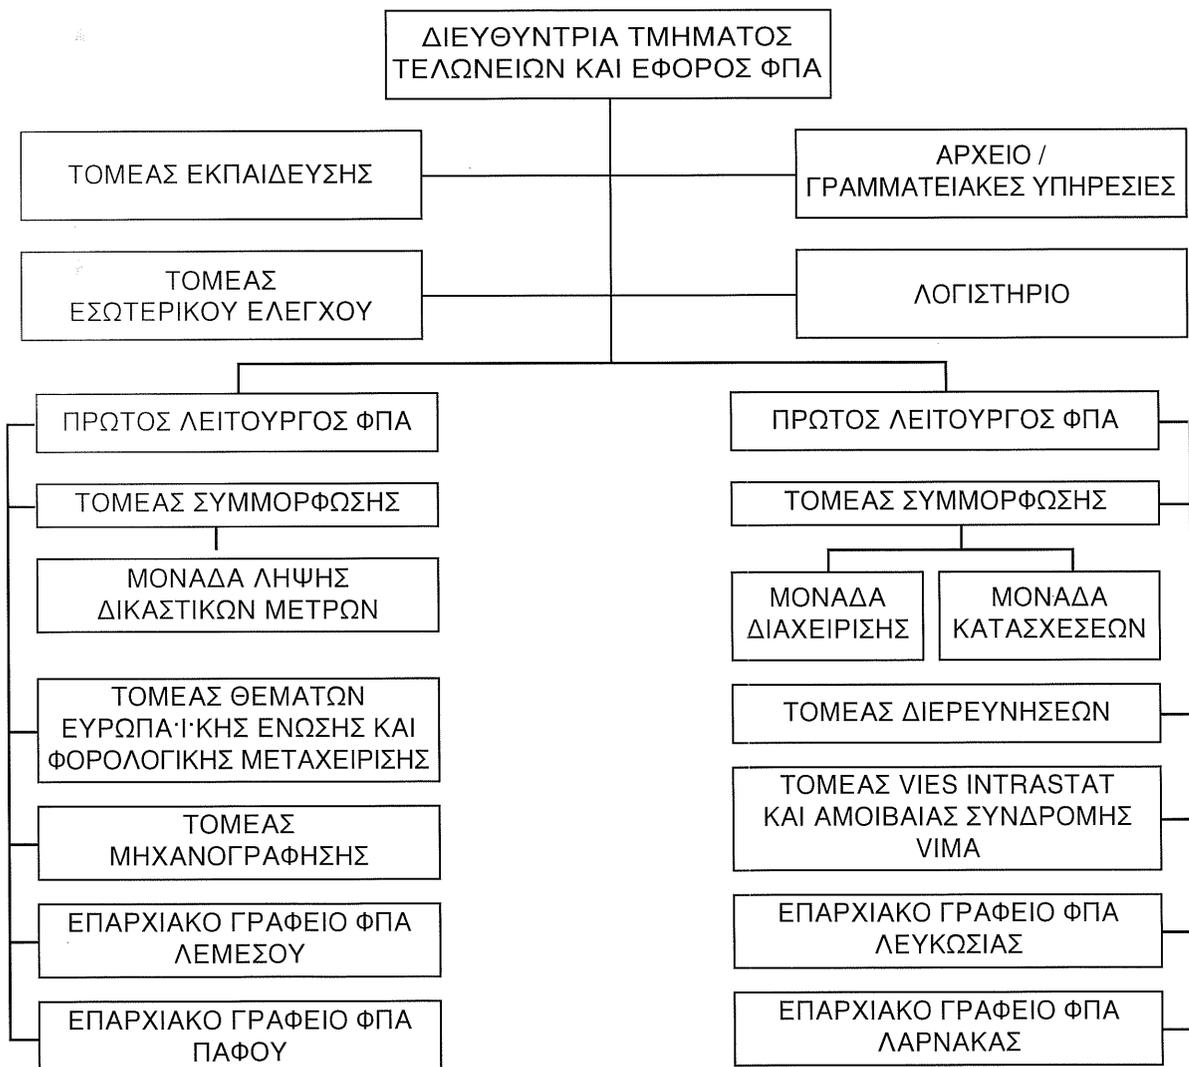 ΔΙΕΥΘΥΝΤΡΙΑ ΤΜΗΜΑΤΟΣ
ΤΕΛΩΝΕΙΩΝ ΚΑΙ ΕΦΟΡΟΣ ΦΠΑ
ΤΟΜΕΑΣ ΕΚΠΑΙΔΕΥΣΗΣ
ΑΡΧΕΙΟ /
ΓΡΑΜΜΑΤΕΙΑΚΕΣ ΥΠΗΡΕΣΙΕΣ
ΤΟΜΕΑΣ
ΕΣΩΤΕΡΙΚΟΥ ΕΛΕΓΧΟΥ
ΛΟΓΙΣΤΗΡΙΟ
ΠΡΩΤΟΣ ΛΕΙΤΟΥΡΓΟΣ ΦΠΑ
ΤΟΜΕΑΣ ΣΥΜΜΟΡΦΩΣΗΣ
ΜΟΝΑΔΑ ΛΗΨΗΣ
ΔΙΚΑΣΤΙΚΩΝ ΜΕΤΡΩΝ
ΤΟΜΕΑΣ ΘΕΜΑΤΩΝ
ΕΥΡΩΠΑ·Ι·ΚΗΣ ΕΝΩΣΗΣ ΚΑΙ
ΦΟΡΟΛΟΓΙΚΗΣ ΜΕΤΑΧΕΙΡΙΣΗΣ
ΤΟΜΕΑΣ
ΜΗΧΑΝΟΓΡΑΦΗΣΗΣ
ΕΠΑΡΧΙΑΚΟ ΓΡΑΦΕΙΟ ΦΠΑ
ΛΕΜΕΣΟΥ
ΕΠΑΡΧΙΑΚΟ ΓΡΑΦΕΙΟ ΦΠΑ
ΠΑΦΟΥ
ΠΡΩΤΟΣ ΛΕΙΤΟΥΡΓΟΣ ΦΠΑ
ΤΟΜΕΑΣ ΣΥΜΜΟΡΦΩΣΗΣ
ΜΟΝΑΔΑ
ΔΙΑΧΕΙΡΙΣΗΣ
ΜΟΝΑΔΑ
ΚΑΤΑΣΧΕΣΕΩΝ
ΤΟΜΕΑΣ ΔΙΕΡΕΥΝΗΣΕΩΝ
ΤΟΜΕΑΣ VIES INTRASTAT
ΚΑΙ ΑΜΟΙΒΑΙΑΣ ΣΥΝΔΡΟΜΗΣ
VIMA
ΕΠΑΡΧΙΑΚΟ ΓΡΑΦΕΙΟ ΦΠΑ
ΛΕΥΚΩΣΙΑΣ
ΕΠΑΡΧΙΑΚΟ ΓΡΑΦΕΙΟ ΦΠΑ
ΛΑΡΝΑΚΑΣ